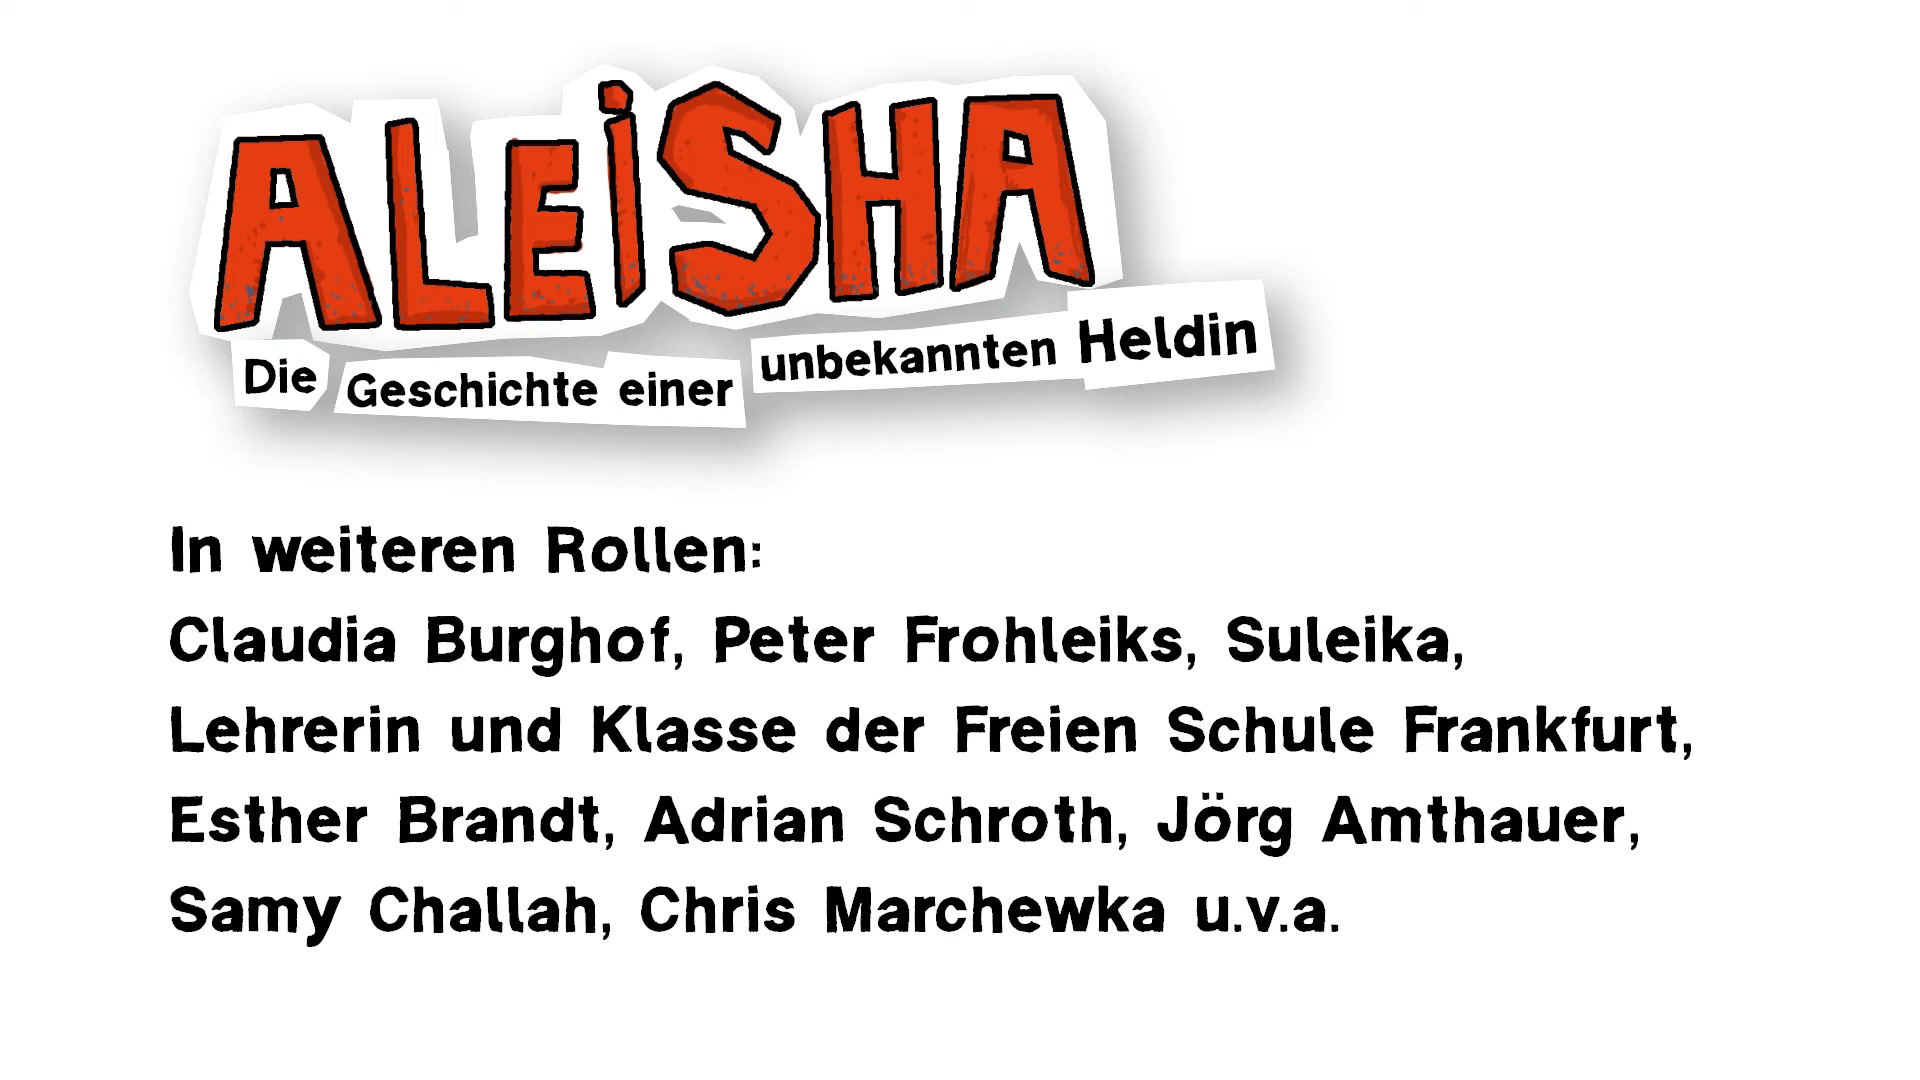 ALEiSHA
Die Geschichte einer unbekannten Heldin
In weiteren Rollen:
Claudia Burghof, Peter Frohleiks, Suleika,
Lehrerin und Klasse der Freien Schule Frankfurt,
Esther Brandt, Adrian Schroth, Jörg Amthauer,
Samy Challah, Chris Marchewka u.v.a.